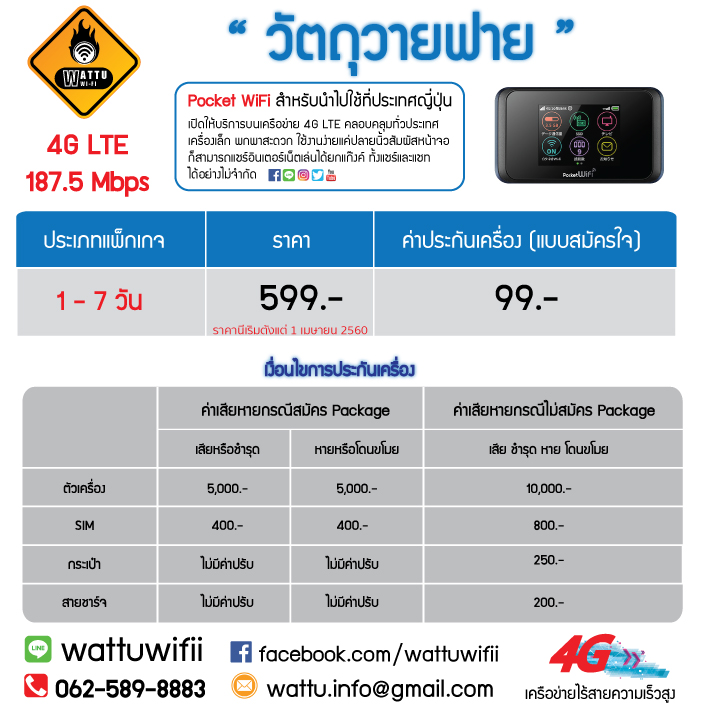 “ วัตถุวายฟาย ”
WATTU
WI-FI
4G LTE
187.5 Mbps
Pocket WiFi สำหรับนำไปใช้ที่ประเทศญี่ปุ่น
เปิดให้บริการบนเครือข่าย 4G LTE คลอบคลุมทั่วประเทศ
เครื่องเล็ก พกพาสะดวก ใช้งานง่ายแค่ปลายนิ้วสัมผัสหน้าจอ
ก็สามารถแชร์อินเตอร์เน็ตเล่นได้ยกแก๊งค์ ทั้งแชร์และแชท
ได้อย่างไม่จำกัด
Pocket WiFi
ประเภทแพ็กเกจ ราคา ค่าประกันเครื่อง (แบบสมัครใจ)
1 - 7 วัน 599.- 99.-
ราคานี้เริ่มตั้งแต่ 1 เมษายน 2560
เงื่อนไขการประกันเครื่อง
ค่าเสียหายกรณีสมัคร Package ค่าเสียหายกรณีไม่สมัคร Package
เสียหรือชำรุด หายหรือโดนขโมย เสีย ชำรุด หาย โดนขโมย
ตัวเครื่อง 5,000.- 5,000.- 10,000.-
SIM 400.- 400.- 800.-
กระเป๋า ไม่มีค่าปรับ ไม่มีค่าปรับ 250.-
สายชาร์จ ไม่มีค่าปรับ ไม่มีค่าปรับ 200.-
LINE wattuwifii facebook.com/wattuwifii
062-589-8883 wattu.info@gmail.com
4G
เครือข่ายไร้สายความเร็วสูง